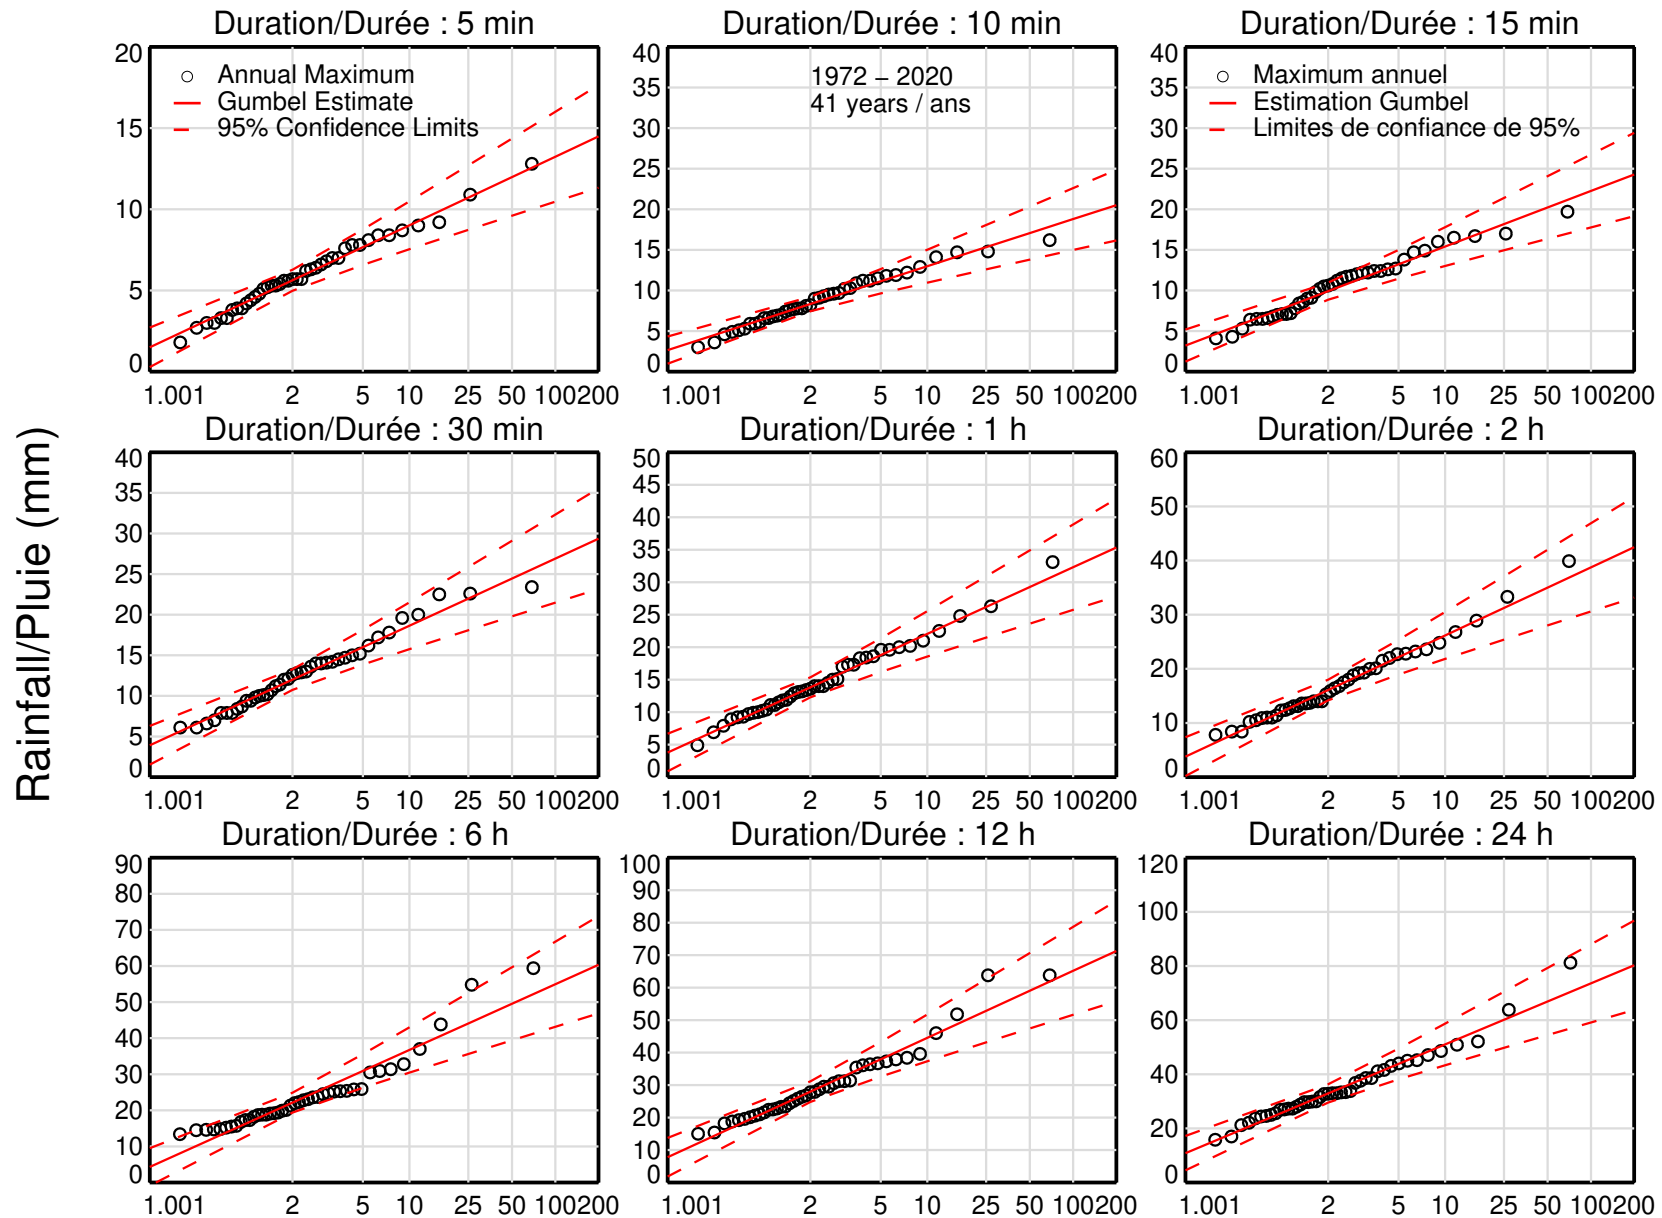 Duration/Durée : 5 min
Duration/Durée : 10 min
Duration/Durée : 15 min
20
15
10
5
0
Annual Maximum
Gumbel Estimate
95% Confidence Limits
1.001 2 5 10 25 50 100200
40
35
30
25
20
15
10
5
0
1972 – 2020
41 years / ans
1.001 2 5 10 25 50 100200
40
35
30
25
20
15
10
5
0
Maximum annuel
Estimation Gumbel
Limites de confiance de 95%
1.001 2 5 10 25 50 100200
Rainfall/Pluie (mm)
Duration/Durée : 30 min
Duration/Durée : 1 h
Duration/Durée : 2 h
40
35
30
25
20
15
10
5
0
1.001 2 5 10 25 50 100200
50
45
40
35
30
25
20
15
10
5
0
1.001 2 5 10 25 50 100200
60
50
40
30
20
10
0
1.001 2 5 10 25 50 100200
Duration/Durée : 6 h
Duration/Durée : 12 h
Duration/Durée : 24 h
90
80
70
60
50
40
30
20
10
0
1.001 2 5 10 25 50 100200
100
90
80
70
60
50
40
30
20
10
0
1.001 2 5 10 25 50 100200
120
100
80
60
40
20
0
1.001 2 5 10 25 50 100200